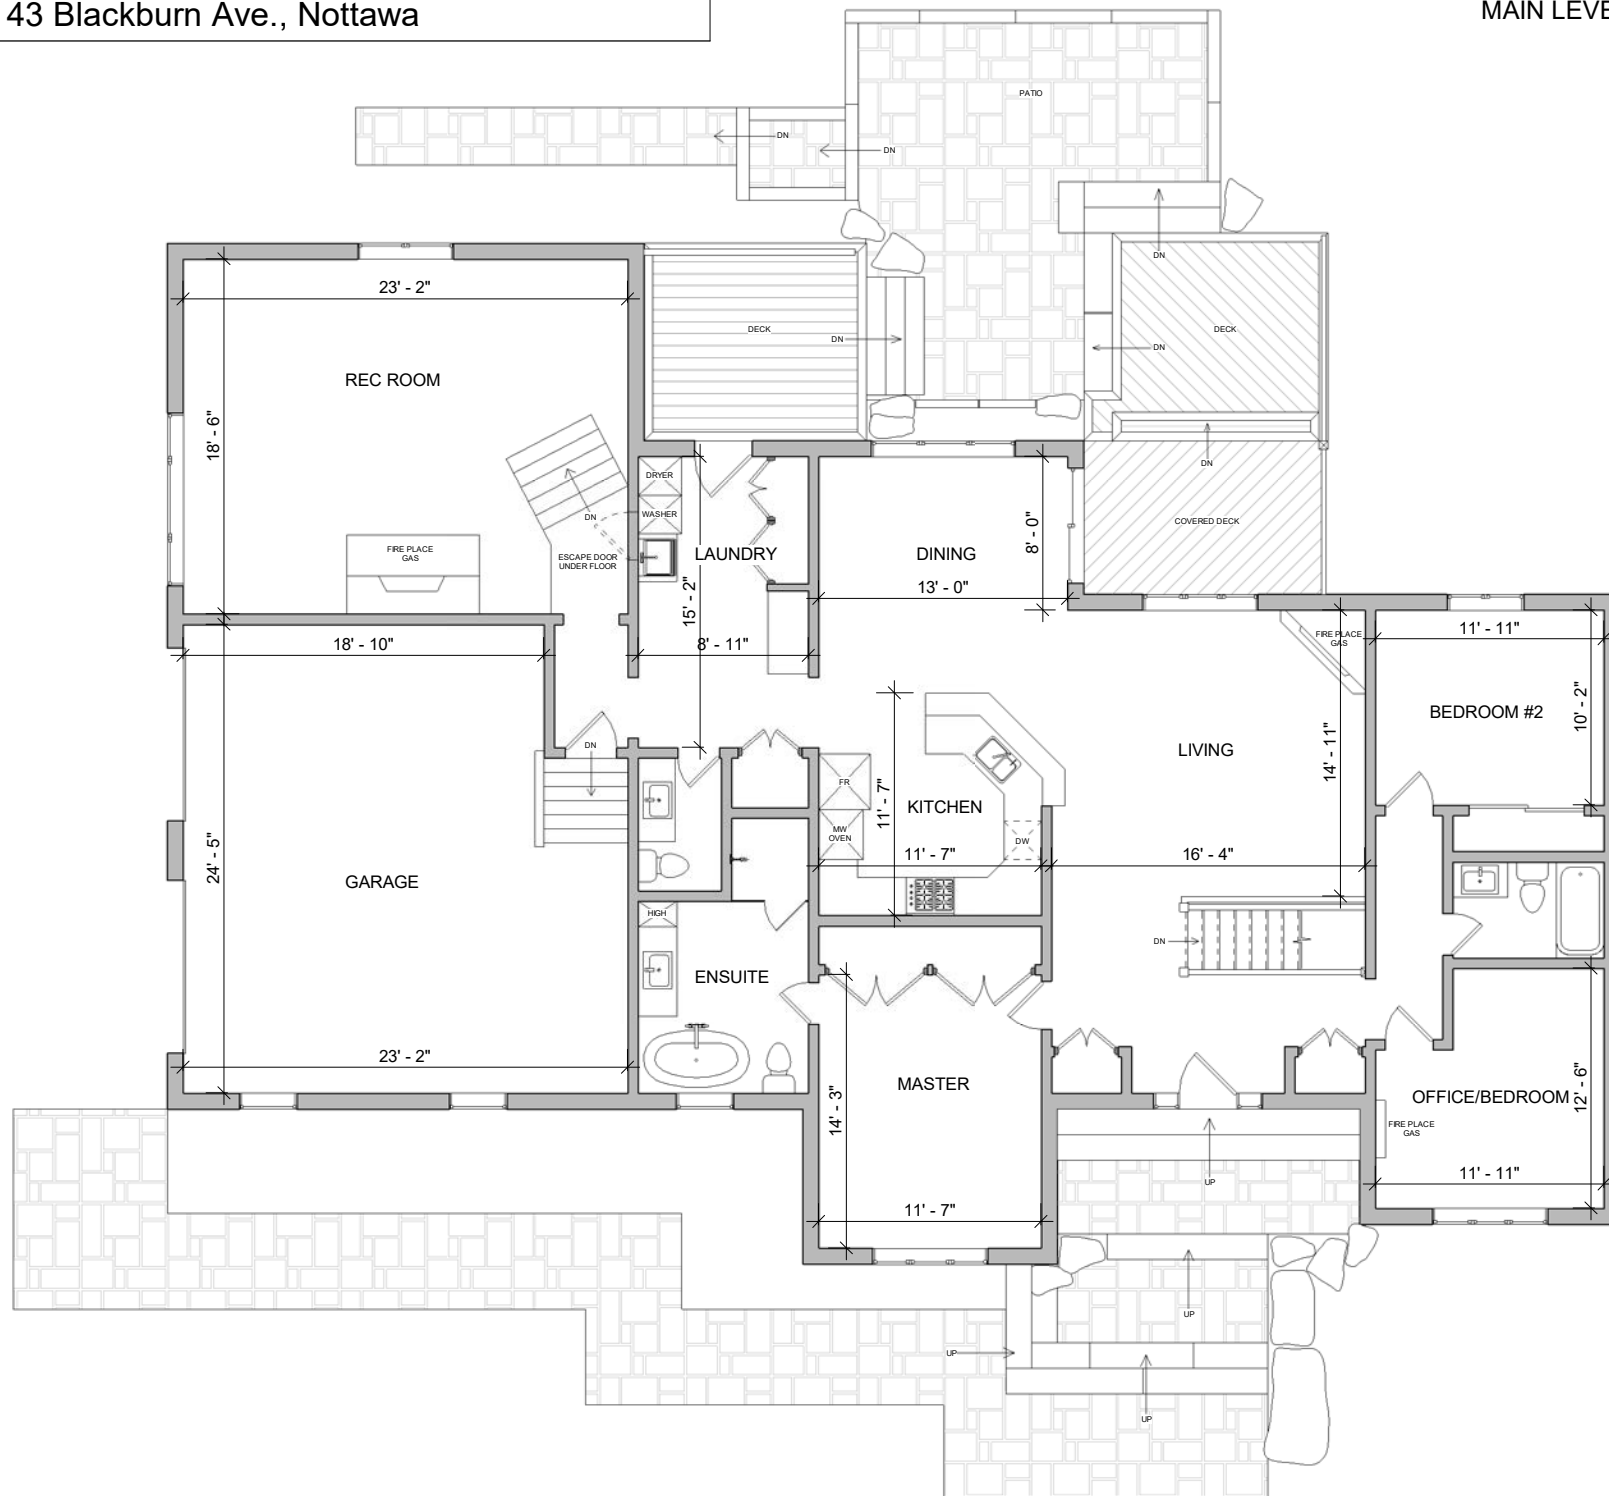 43 Blackburn Ave., Nottawa
MAIN LEVE
PATIO
DN
DN
DN
23' - 2"
DECK
DN
DECK
DN
REC ROOM
18' - 6"
DN
DRYER
WASHER
DN
COVERED DECK
FIRE PLACE
GAS
ESCAPE DOOR
UNDER FLOOR
LAUNDRY
DINING
8' - 0"
13' - 0"
15' - 2"
18' - 10"
8' - 11"
FIRE PLACE
GAS
11' - 11"
BEDROOM #2
10' - 2"
DN
LIVING
14' - 11"
FR
11' - 7"
KITCHEN
MW
OVEN
DW
24' - 5"
11' - 7"
16' - 4"
GARAGE
HIGH
DN
ENSUITE
23' - 2"
MASTER
14' - 3"
OFFICE/BEDROOM
12' - 6"
FIRE PLACE
GAS
UP
11' - 11"
11' - 7"
UP
UP
UP